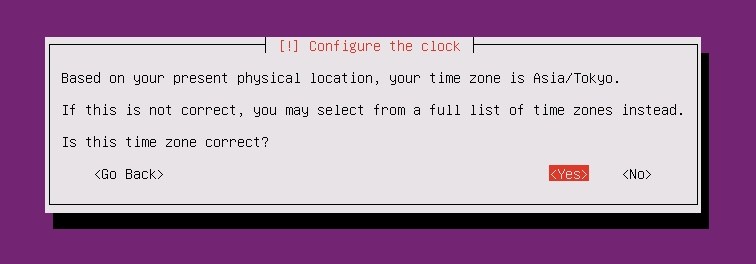 [!] Configure the clock
Based on your present physical location, your time zone is Asia/Tokyo.
If this is not correct, you may select from a full list of time zones instead.
Is this time zone correct?
<Go Back> <Yes> <No>